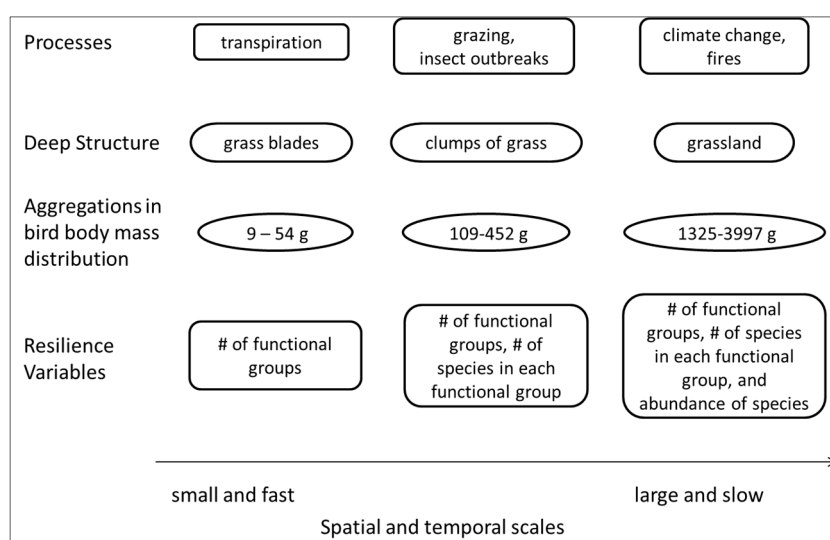 Processes
transpiration
grazing,
insect outbreaks
climate change,
fires
Deep Structure
grass blades
clumps of grass
grassland
Aggregations in
bird body mass
distribution
9 – 54 g
109-452 g
1325-3997 g
Resilience
Variables
# of functional
groups
# of functional
groups, # of
species in each
functional group
# of functional
groups, # of species
in each functional
group, and
abundance of species
small and fast
large and slow
Spatial and temporal scales